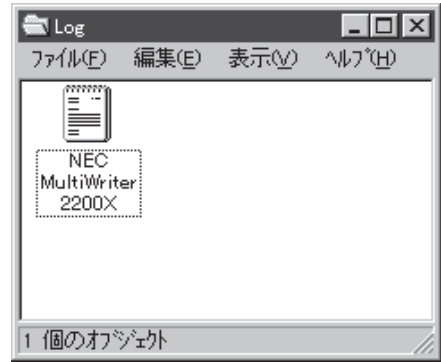 Log
ﾌｧｲﾙ(F) 編集(E) 表示(V) ﾍﾙﾌﾟ(H)
NEC
MultiWriter
2200X
1 個のｵﾌﾞｼﾞｪｸﾄ